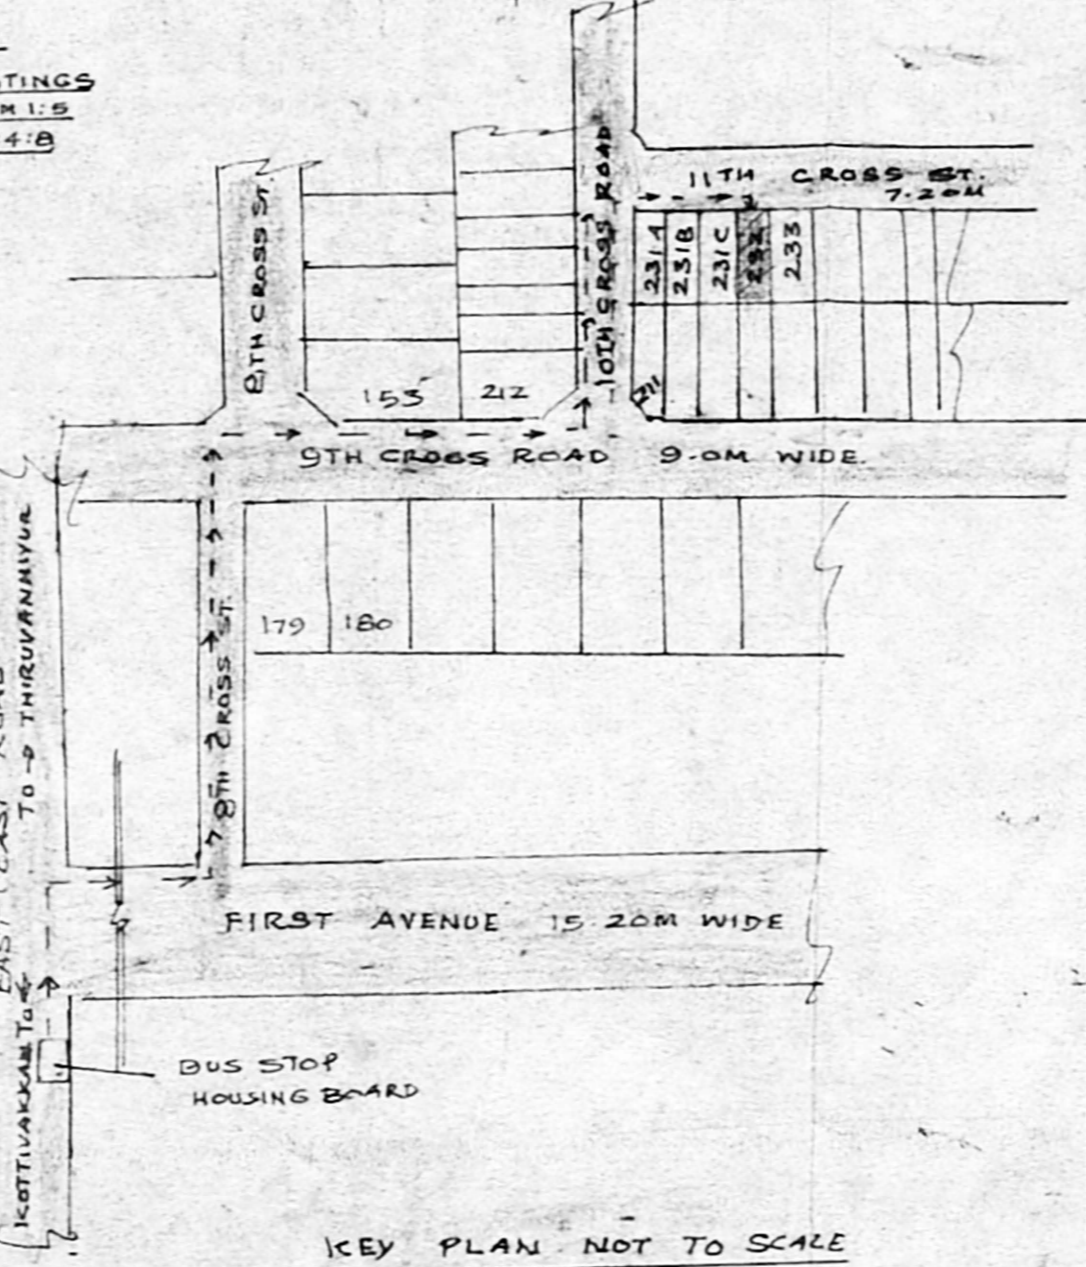 TINGS
M 1:5
4:8
11TH CROSS ST.
7.20M
10TH CROSS ROAD
8TH CROSS ST.
231A
231B
231C
232
233
153
212
211
9TH CROSS ROAD 9.0M WIDE.
179
180
8TH CROSS ST.
TO → THIRUVANMIYUR
EAST ROAD
FIRST AVENUE 15.20M WIDE
KOTTIVAKKAM TO ←
BUS STOP
HOUSING BOARD
KEY PLAN NOT TO SCALE